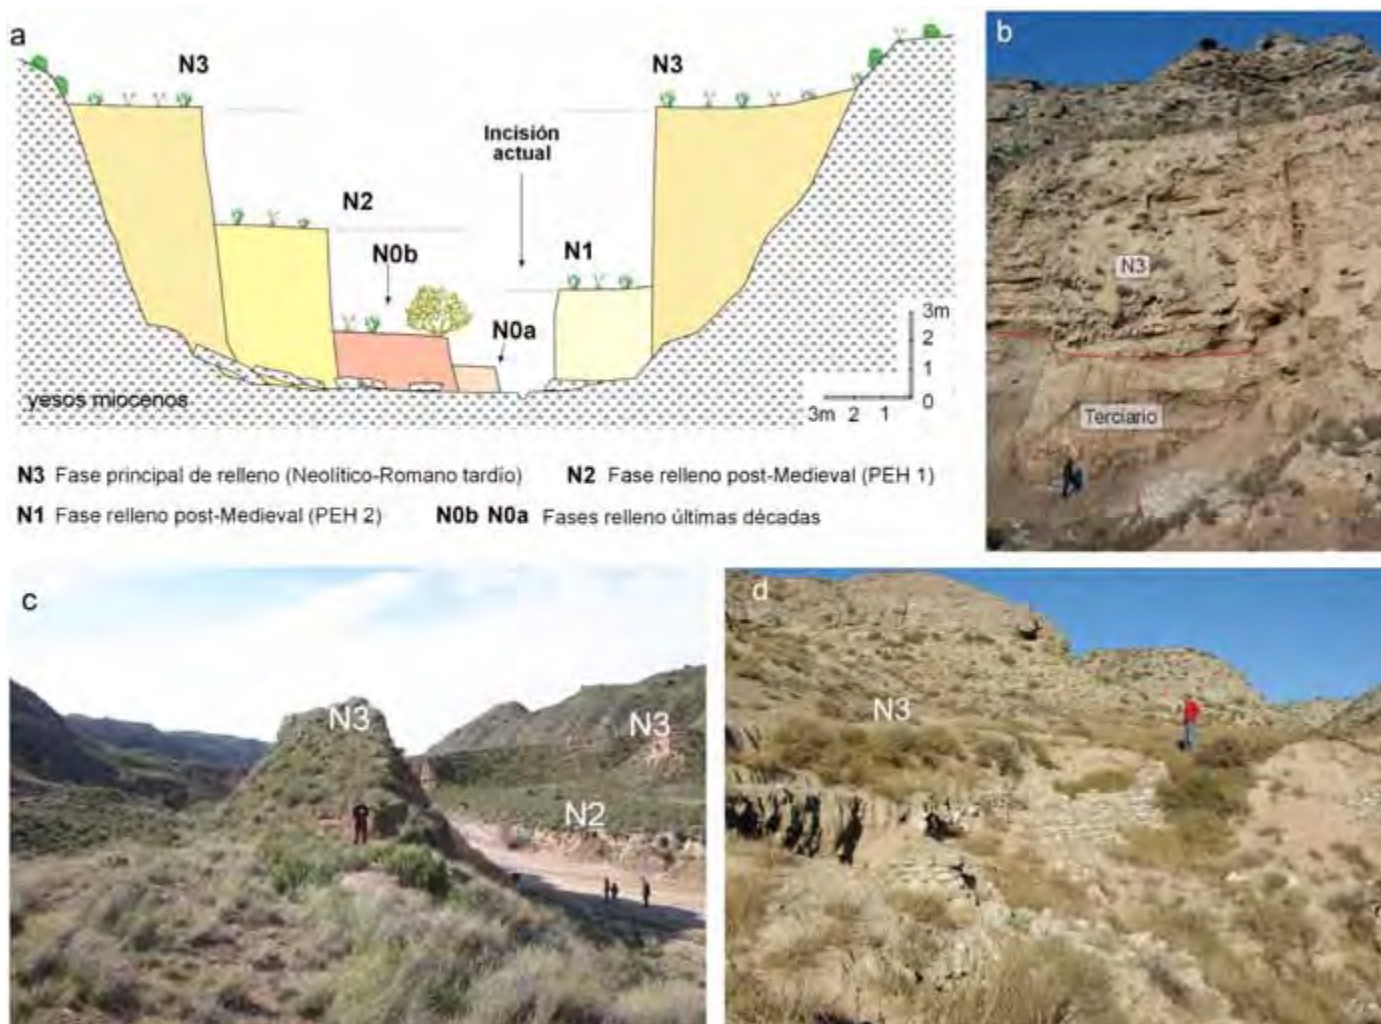 a
N3
N3
Incisión
actual
N2
N0b
N1
N0a
3m
2
1
0
3m 2 1
yesos miocenos
N3 Fase principal de relleno (Neolítico-Romano tardío) N2 Fase relleno post-Medieval (PEH 1)
N1 Fase relleno post-Medieval (PEH 2) N0b N0a Fases relleno últimas décadas
b
N3
Terciario
c
N3
N3
N2
d
N3